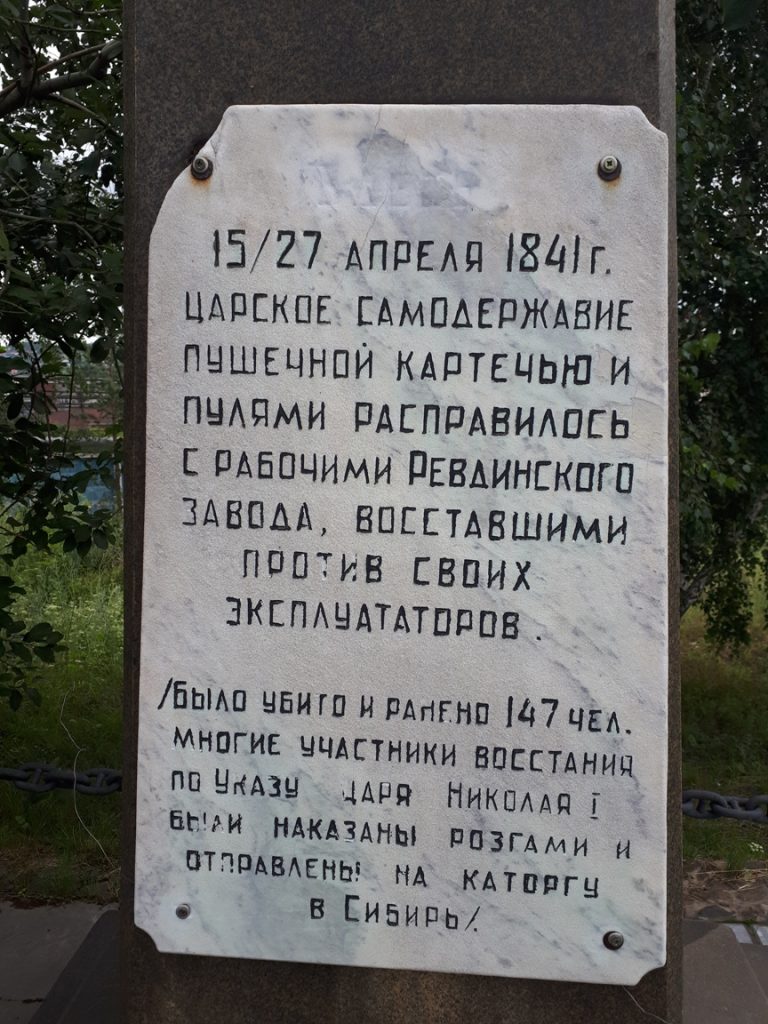 15/27 АПРЕЛЯ 1841 Г.
ЦАРСКОЕ САМОДЕРЖАВИЕ
ПУШЕЧНОЙ КАРТЕЧЬЮ И
ПУЛЯМИ РАСПРАВИЛОСЬ
С РАБОЧИМИ РЕВДИНСКОГО
ЗАВОДА, ВОССТАВШИМИ
ПРОТИВ СВОИХ
ЭКСПЛУАТАТОРОВ.
/БЫЛО УБИТО И РАНЕНО 147 ЧЕЛ.
МНОГИЕ УЧАСТНИКИ ВОССТАНИЯ
ПО УКАЗУ ЦАРЯ НИКОЛАЯ I
БЫЛИ НАКАЗАНЫ РОЗГАМИ И
ОТПРАВЛЕНЫ НА КАТОРГУ
В СИБИРЬ/.